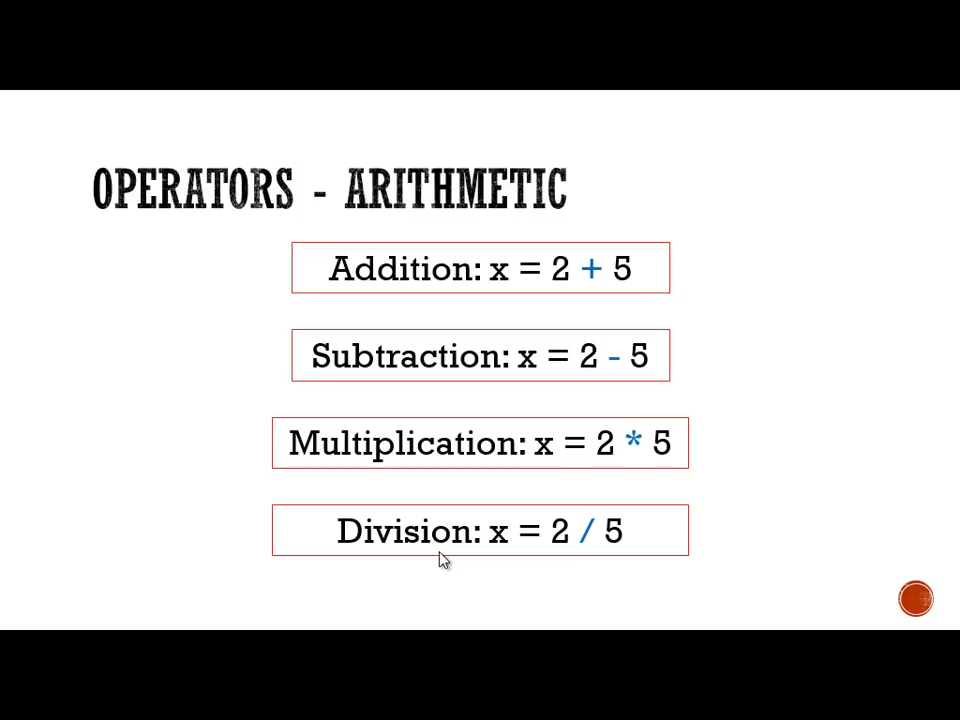 OPERATORS - ARITHMETIC
Addition: x = 2 + 5
Subtraction: x = 2 - 5
Multiplication: x = 2 * 5
Division: x = 2 / 5